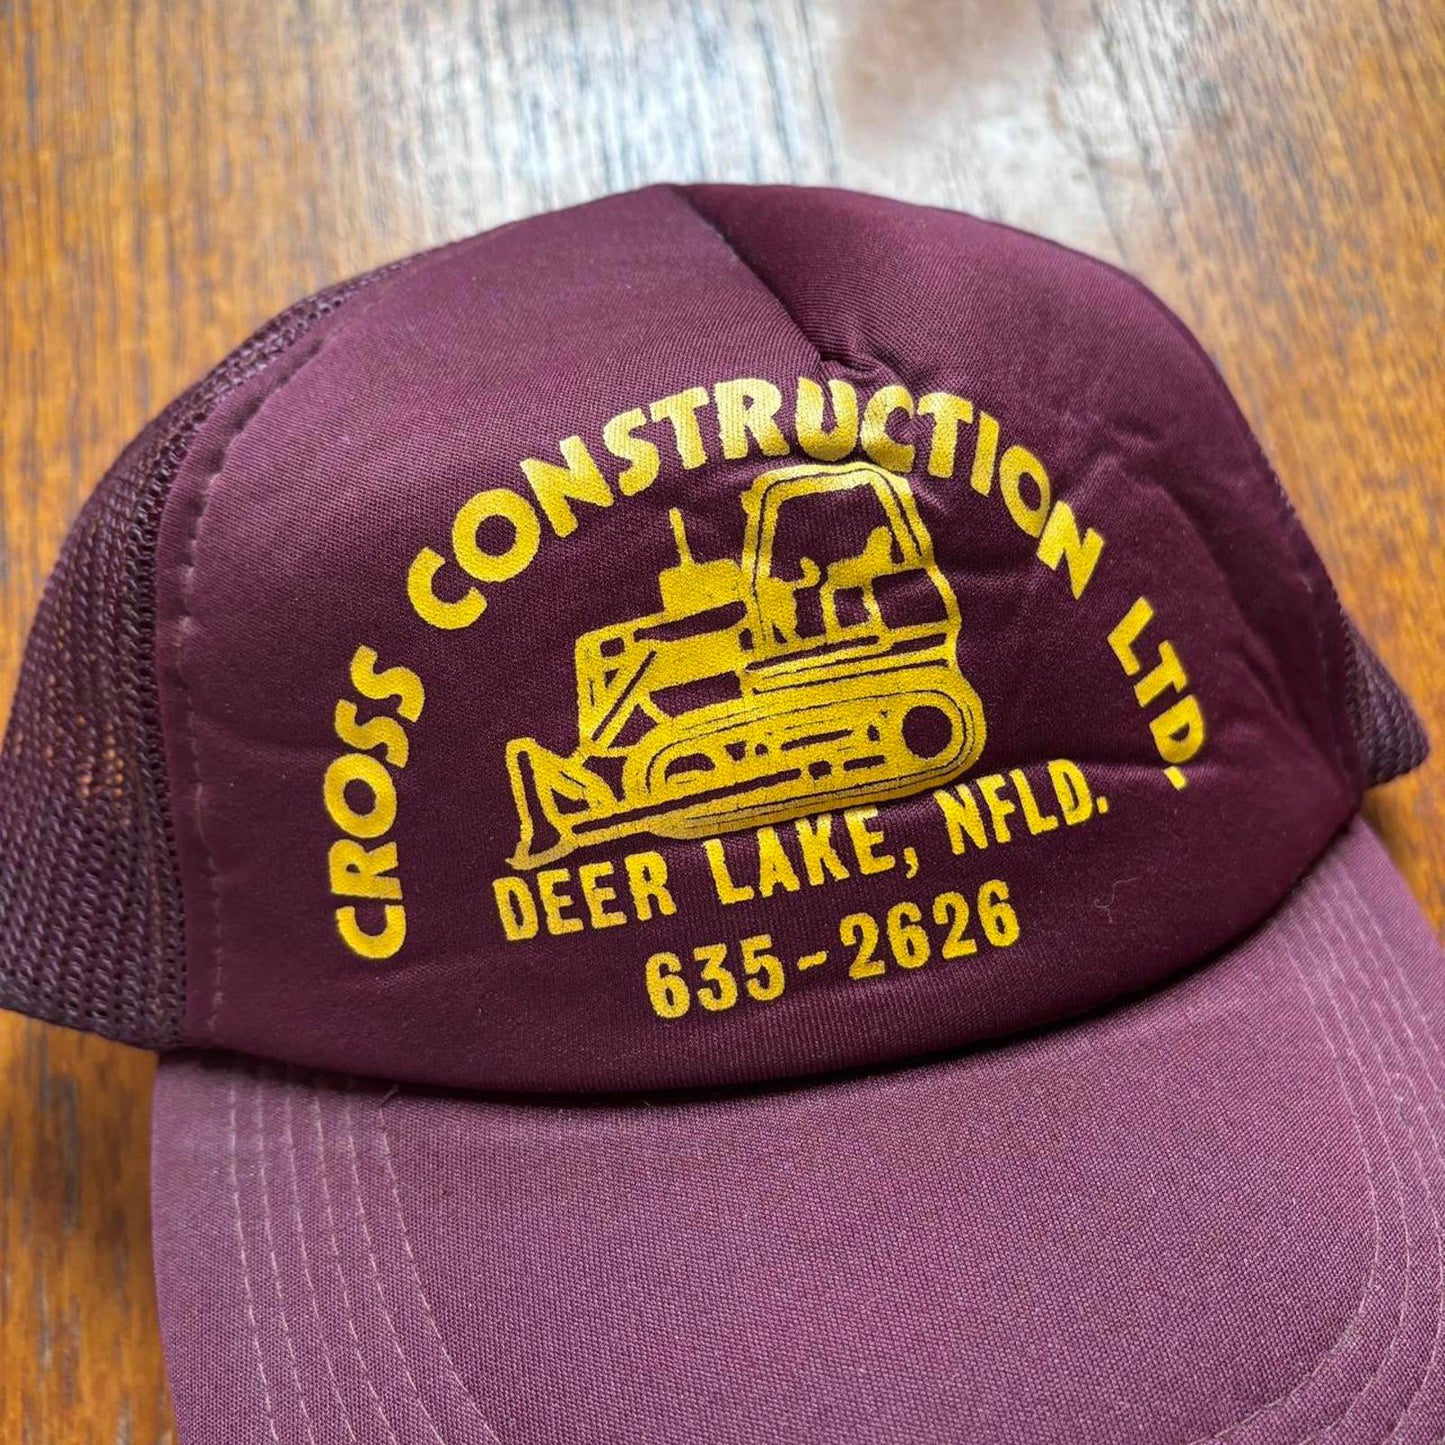 CROSS CONSTRUCTION LTD.
DEER LAKE, NFLD.
635-2626